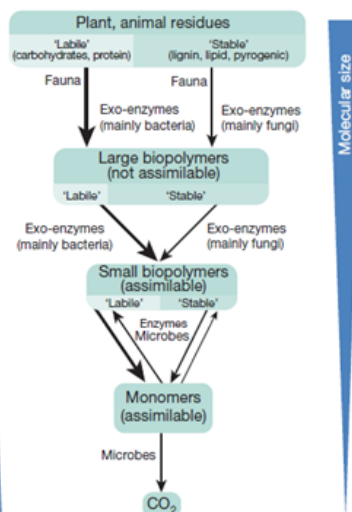 Plant, animal residues
'Labile'
(carbohydrates, protein)
'Stable'
(lignin, lipid, pyrogenic)
Fauna
Fauna
Exo-enzymes
(mainly bacteria)
Exo-enzymes
(mainly fungi)
Large biopolymers
(not assimilable)
'Labile'
'Stable'
Exo-enzymes
(mainly bacteria)
Exo-enzymes
(mainly fungi)
Small biopolymers
(assimilable)
'Labile'
'Stable'
Enzymes
Microbes
Monomers
(assimilable)
Microbes
CO2
Molecular size